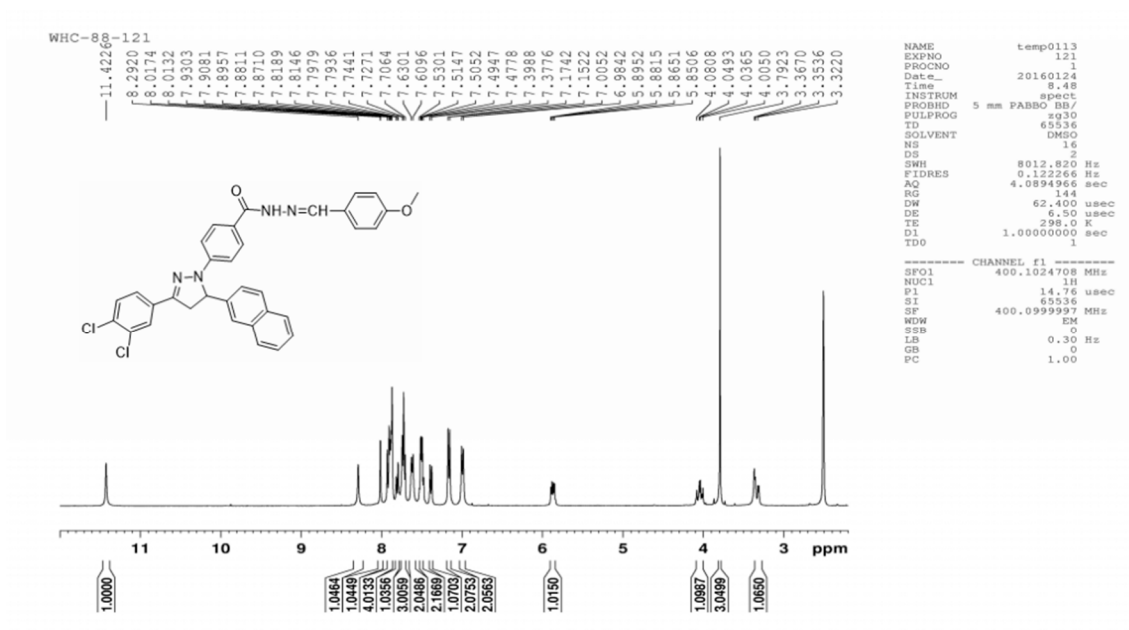 WHC-88-121
11.4226
8.2920
8.0174
8.0132
7.9303
7.9081
7.8957
7.8811
7.8710
7.8189
7.8146
7.7979
7.7936
7.7441
7.7271
7.7064
7.6301
7.6096
7.5301
7.5147
7.5052
7.4947
7.4778
7.3988
7.3776
7.1742
7.1522
7.0052
6.9842
5.8952
5.8815
5.8651
5.8506
4.0808
4.0493
4.0365
4.0050
3.7923
3.3670
3.3536
3.3220
NAME temp0113
EXPNO 121
PROCNO 1
Date_ 20160124
Time 8.48
INSTRUM spect
PROBHD 5 mm PABBO BB/
PULPROG zg30
TD 65536
SOLVENT DMSO
NS 16
DS 2
SWH 8012.820 Hz
FIDRES 0.122266 Hz
AQ 4.0894966 sec
RG 144
DW 62.400 usec
DE 6.50 usec
TE 298.0 K
D1 1.00000000 sec
TD0 1
======== CHANNEL f1 ========
SFO1 400.1024708 MHz
NUC1 1H
P1 14.76 usec
SI 65536
SF 400.0999997 MHz
WDW EM
SSB 0
LB 0.30 Hz
GB 0
PC 1.00
O
NH-N=CH
O
N N
Cl
Cl
11 10 9 8 7 6 5 4 3 ppm
1.0000
1.0464
1.0449
4.0133
1.0356
3.0059
2.0486
2.1669
1.0703
2.0753
2.0563
1.0150
1.0987
3.0499
1.0650